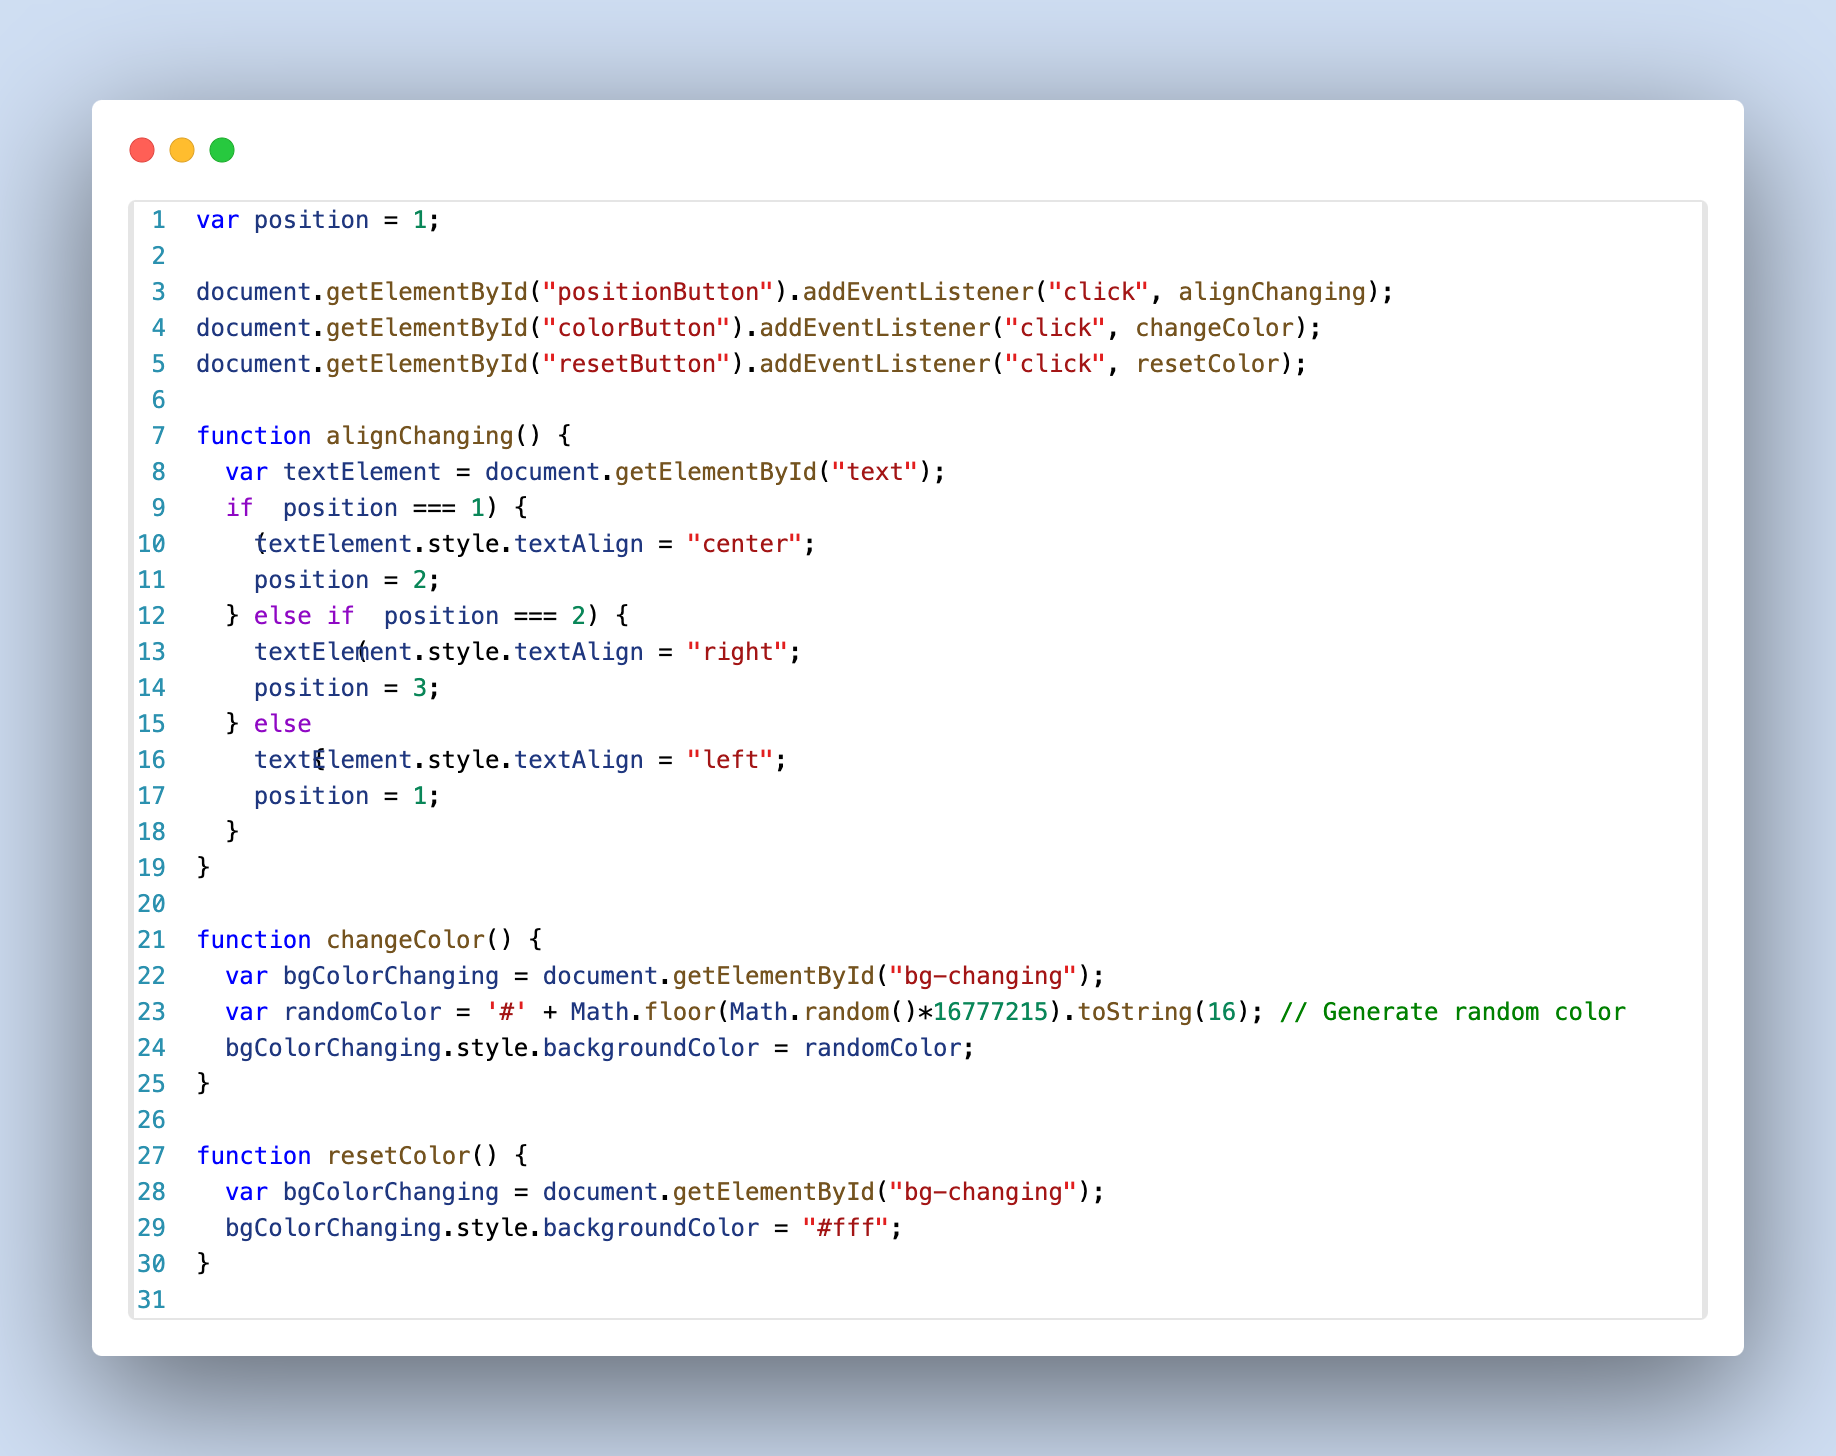 1 var position = 1;
2
3 document.getElementById("positionButton").addEventListener("click", alignChanging);
4 document.getElementById("colorButton").addEventListener("click", changeColor);
5 document.getElementById("resetButton").addEventListener("click", resetColor);
6
7 function alignChanging() {
8   var textElement = document.getElementById("text");
9   if (position === 1) {
10     textElement.style.textAlign = "center";
11     position = 2;
12   } else if (position === 2) {
13     textElement.style.textAlign = "right";
14     position = 3;
15   } else {
16     textElement.style.textAlign = "left";
17     position = 1;
18   }
19 }
20
21 function changeColor() {
22   var bgColorChanging = document.getElementById("bg-changing");
23   var randomColor = '#' + Math.floor(Math.random()*16777215).toString(16); // Generate random color
24   bgColorChanging.style.backgroundColor = randomColor;
25 }
26
27 function resetColor() {
28   var bgColorChanging = document.getElementById("bg-changing");
29   bgColorChanging.style.backgroundColor = "#fff";
30 }
31